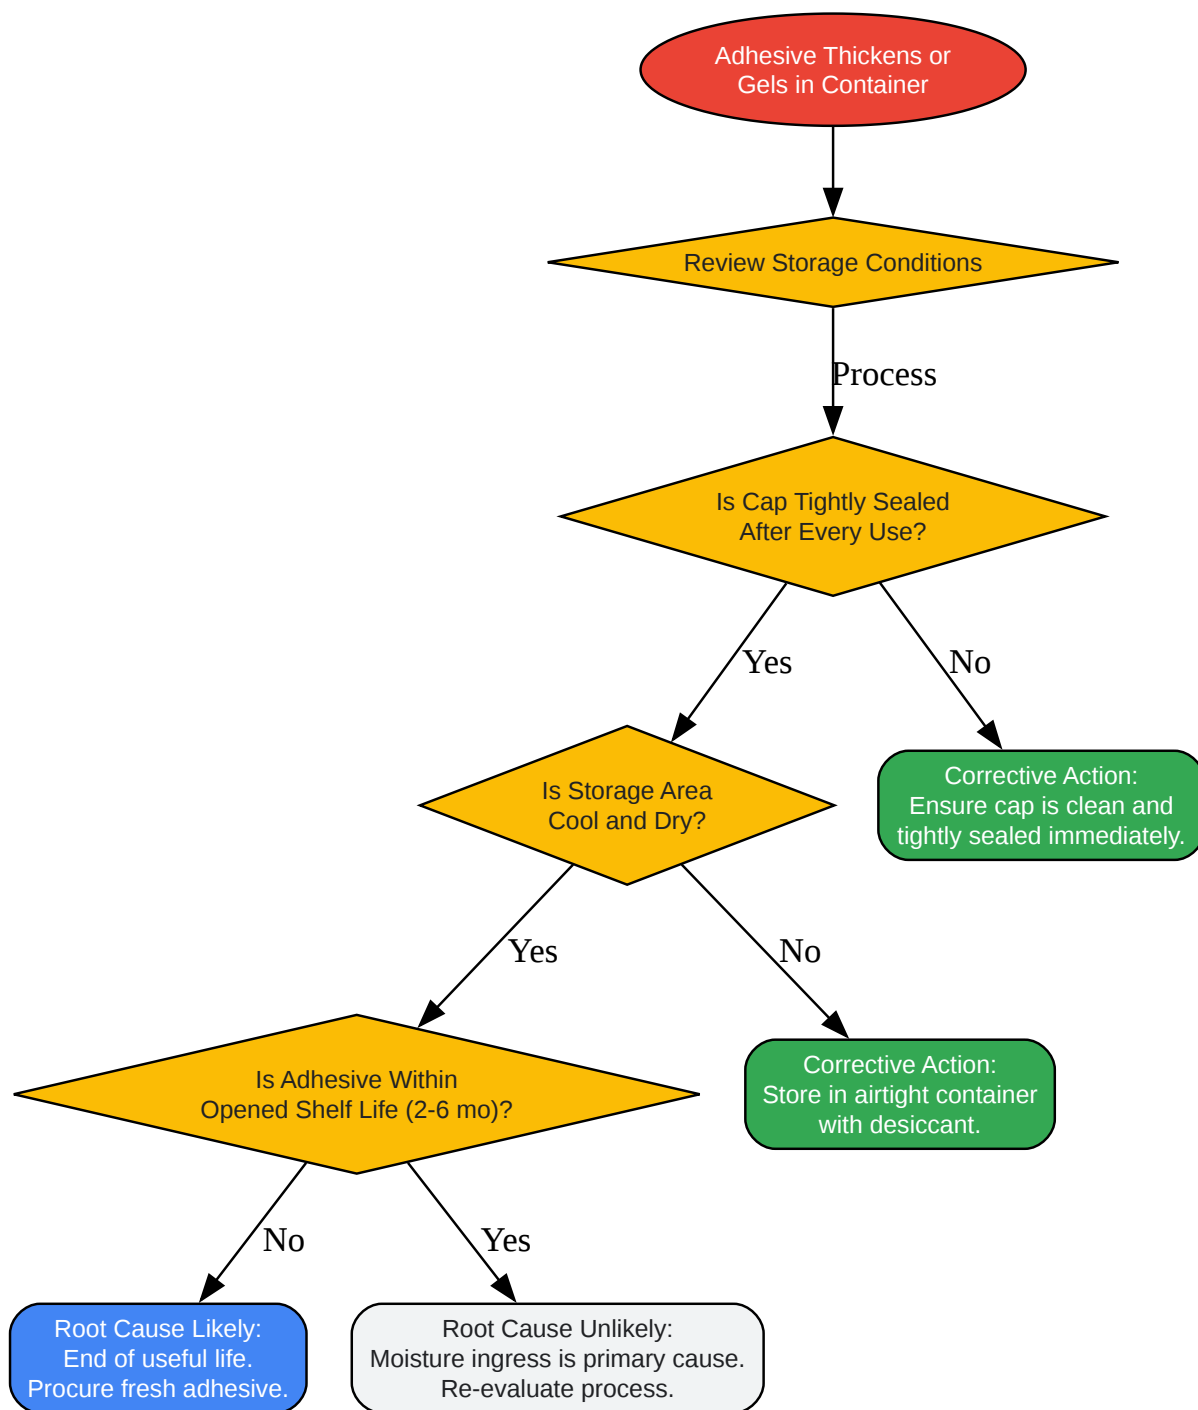 Adhesive Thickens or
Gels in Container
Review Storage Conditions
Process
Is Cap Tightly Sealed
After Every Use?
Yes
No
Is Storage Area
Cool and Dry?
Corrective Action:
Ensure cap is clean and
tightly sealed immediately.
Yes
No
Is Adhesive Within
Opened Shelf Life (2-6 mo)?
Corrective Action:
Store in airtight container
with desiccant.
No
Yes
Root Cause Likely:
End of useful life.
Procure fresh adhesive.
Root Cause Unlikely:
Moisture ingress is primary cause.
Re-evaluate process.